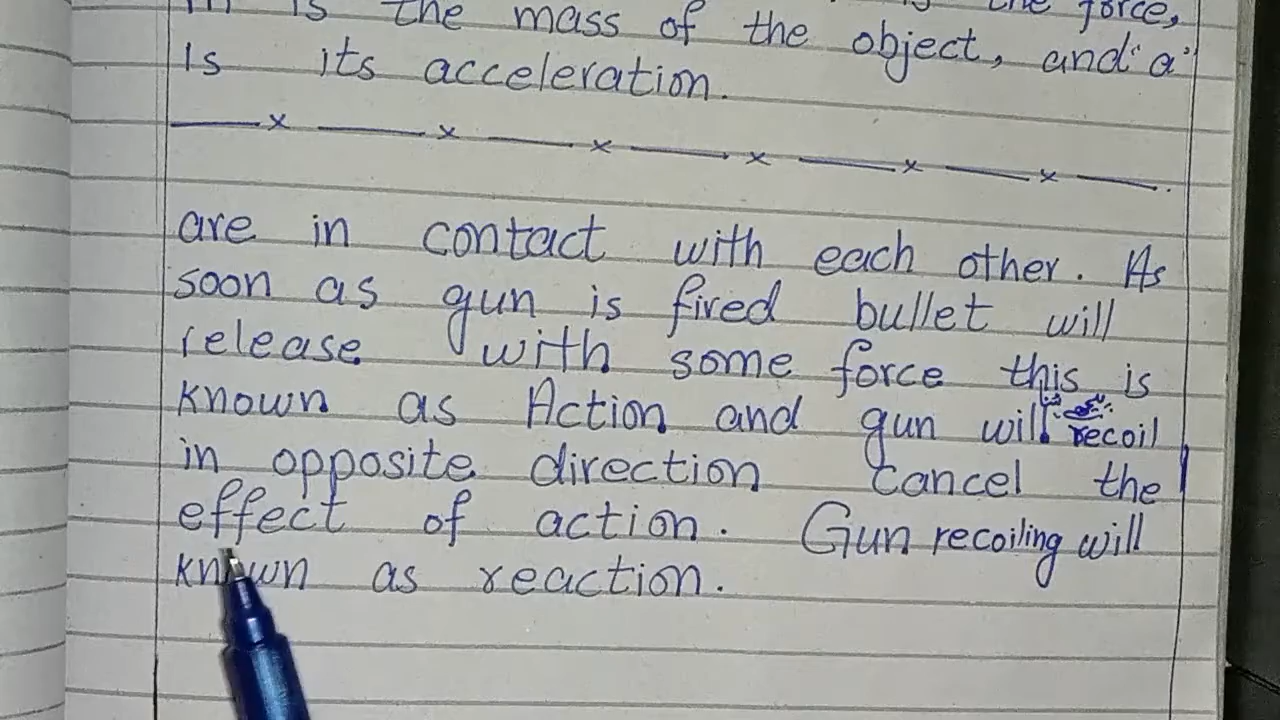 is the mass of the object, and 'a'
Is its acceleration.
are in contact with each other. As
soon as gun is fired bullet will
release with some force this is
known as Action and gun will recoil
in opposite direction cancel the
effect of action. Gun recoiling will
known as reaction.